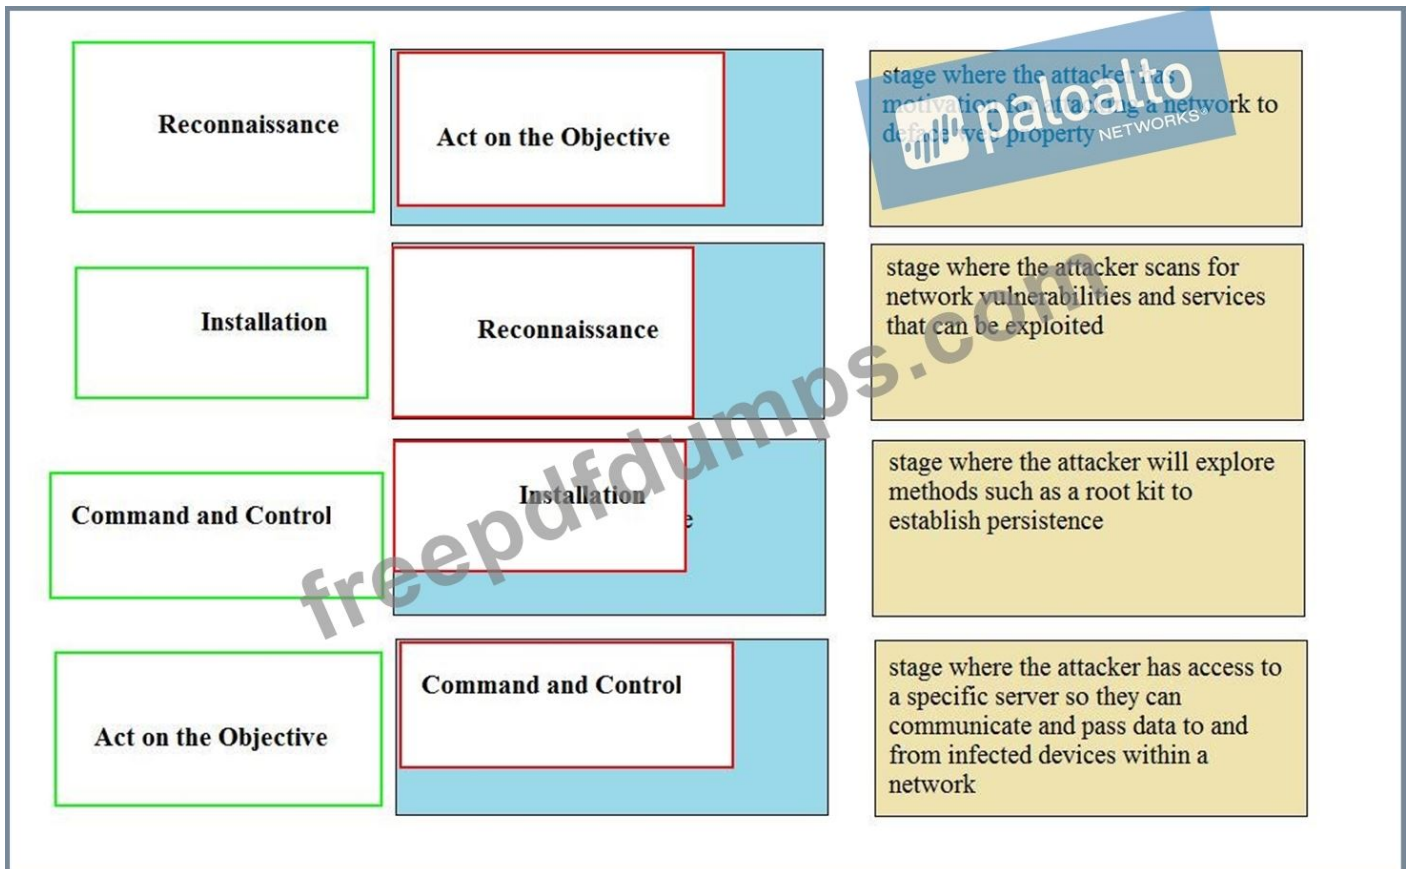 Reconnaissance
Act on the Objective
stage where the attacker has
motivation for attacking a network to
deface web property
paloalto
NETWORKS®
Installation
Reconnaissance
stage where the attacker scans for
network vulnerabilities and services
that can be exploited
Command and Control
Installation
e
stage where the attacker will explore
methods such as a root kit to
establish persistence
Act on the Objective
Command and Control
stage where the attacker has access to
a specific server so they can
communicate and pass data to and
from infected devices within a
network
freepdfdumps.com